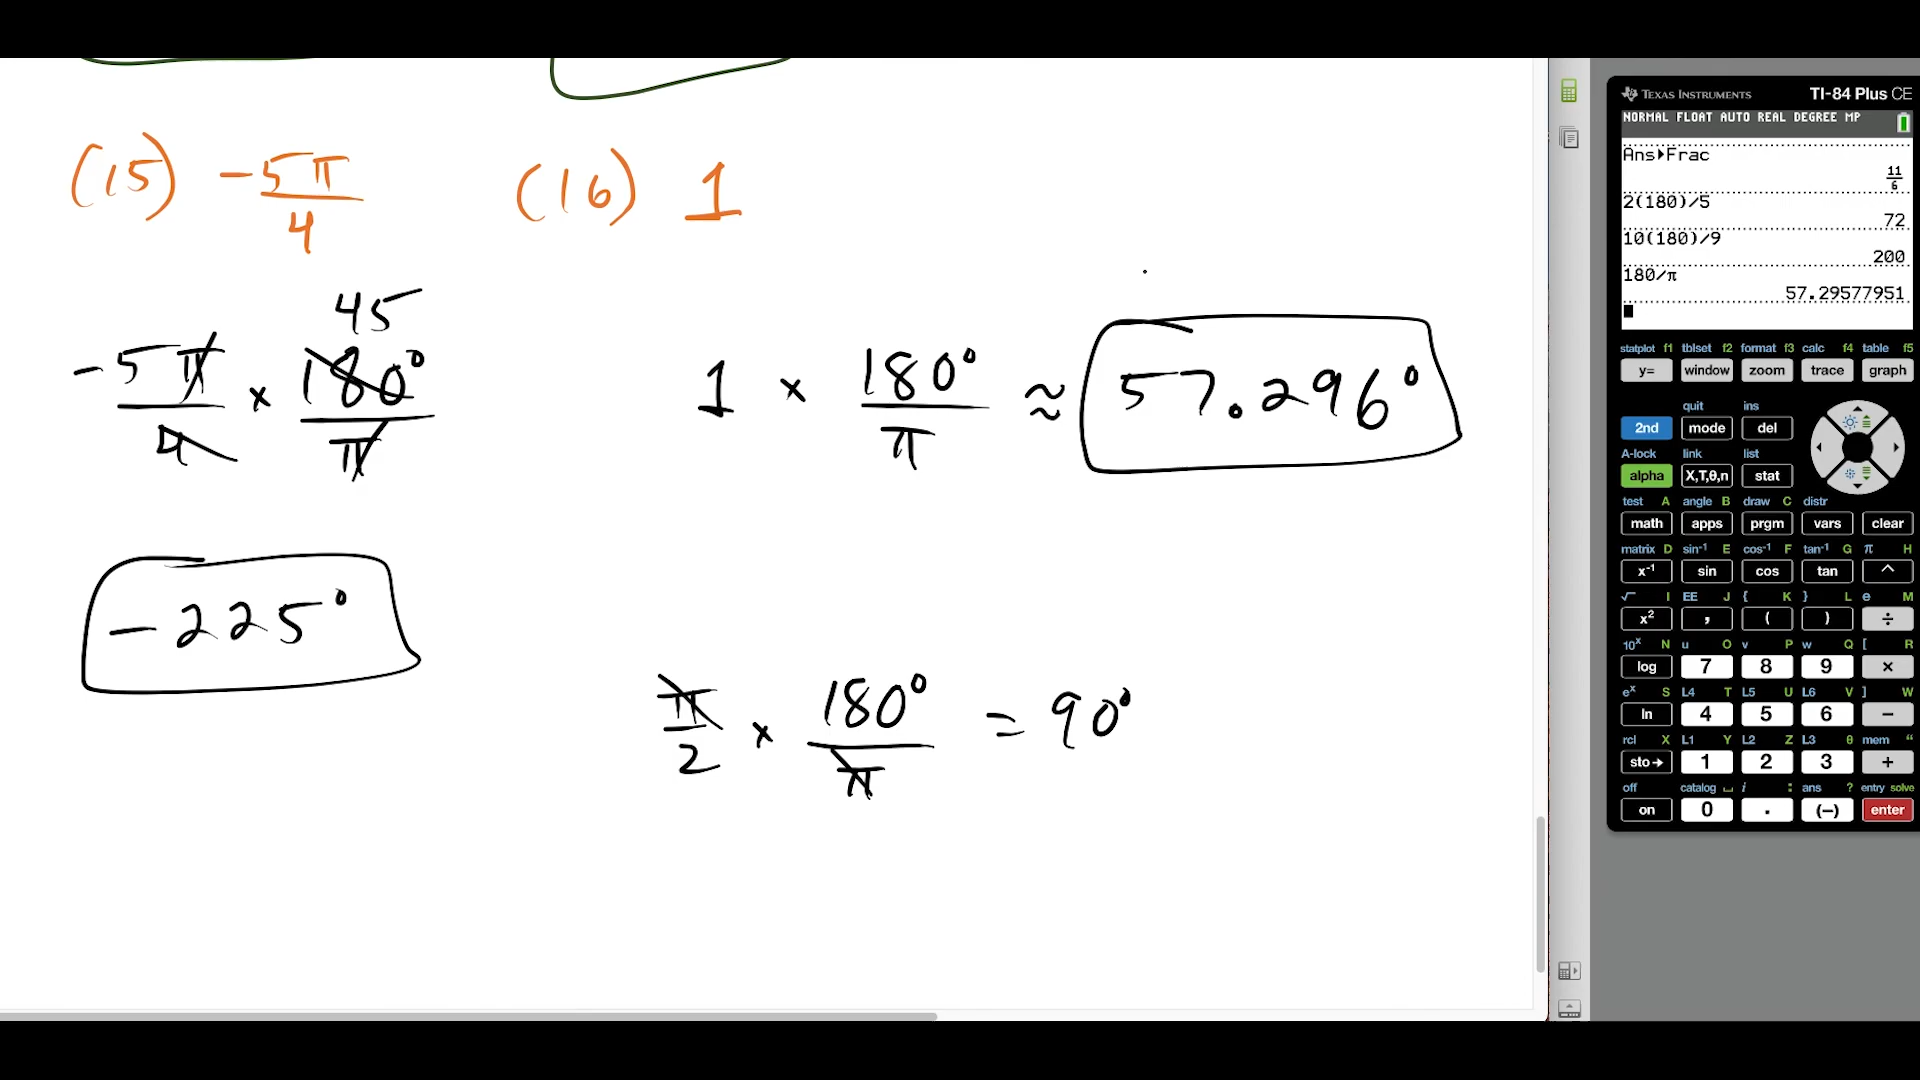 (15) -5π/4
(16) 1
-5π/4 × 180°/π
45
-225°
1 × 180°/π ≈ 57.296°
π/2 × 180°/π = 90°
TEXAS INSTRUMENTS TI-84 Plus CE
NORMAL FLOAT AUTO REAL DEGREE MP
Ans▸Frac
11/6
2(180)/5
72
10(180)/9
200
180/π
57.29577951
statplot f1 tblset f2 format f3 calc f4 table f5
y= window zoom trace graph
quit ins
2nd mode del
A-lock link list
alpha X,T,θ,n stat
test A angle B draw C distr
math apps prgm vars clear
matrix D sin⁻¹ E cos⁻¹ F tan⁻¹ G π H
x⁻¹ sin cos tan ^
√ I EE J { K } L e M
x² , ( ) ÷
10ˣ N u O v P w Q [ R
log 7 8 9 ×
eˣ S L4 T L5 U L6 V ] W
ln 4 5 6 −
rcl X L1 Y L2 Z L3 θ mem “
sto→ 1 2 3 +
off catalog ⎵ i : ans ? entry solve
on 0 . (−) enter